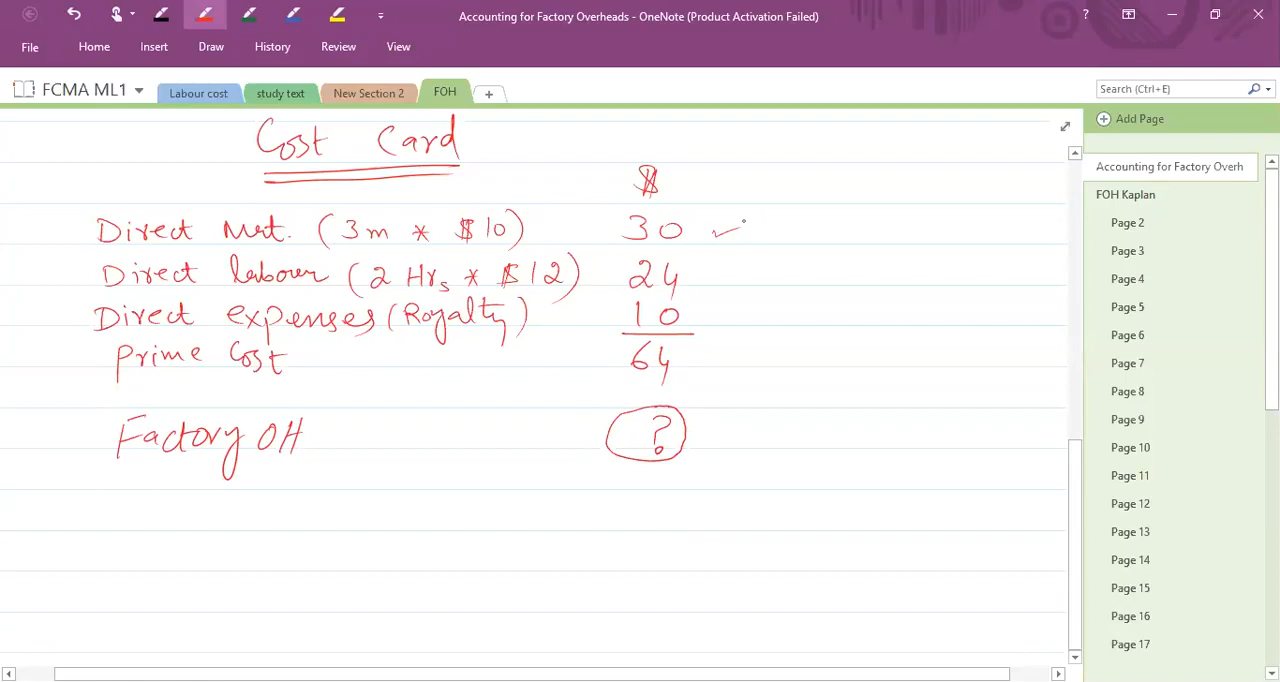 Accounting for Factory Overheads - OneNote (Product Activation Failed)
?
File Home Insert Draw History Review View
FCMA ML1 Labour cost study text New Section 2 FOH +
Search (Ctrl+E)
Add Page
Accounting for Factory Overh
FOH Kaplan
Page 2
Page 3
Page 4
Page 5
Page 6
Page 7
Page 8
Page 9
Page 10
Page 11
Page 12
Page 13
Page 14
Page 15
Page 16
Page 17
Cost Card
$
Direct Mrt. (3m * $10) 30 ✓
Direct labour (2 Hrs * $12) 24
Direct expenses (Royalty) 10
Prime Cost 64
Factory OH ?